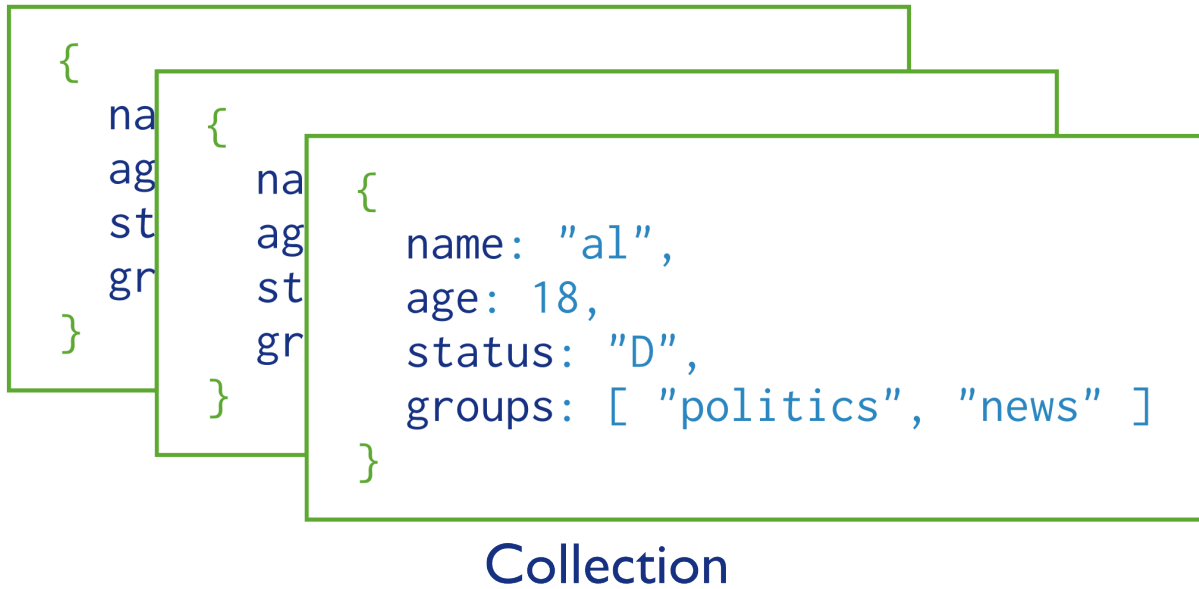 {
na
ag
st
gr
}
{
na
ag
st
gr
}
{
name: "al",
age: 18,
status: "D",
groups: [ "politics", "news" ]
}
Collection